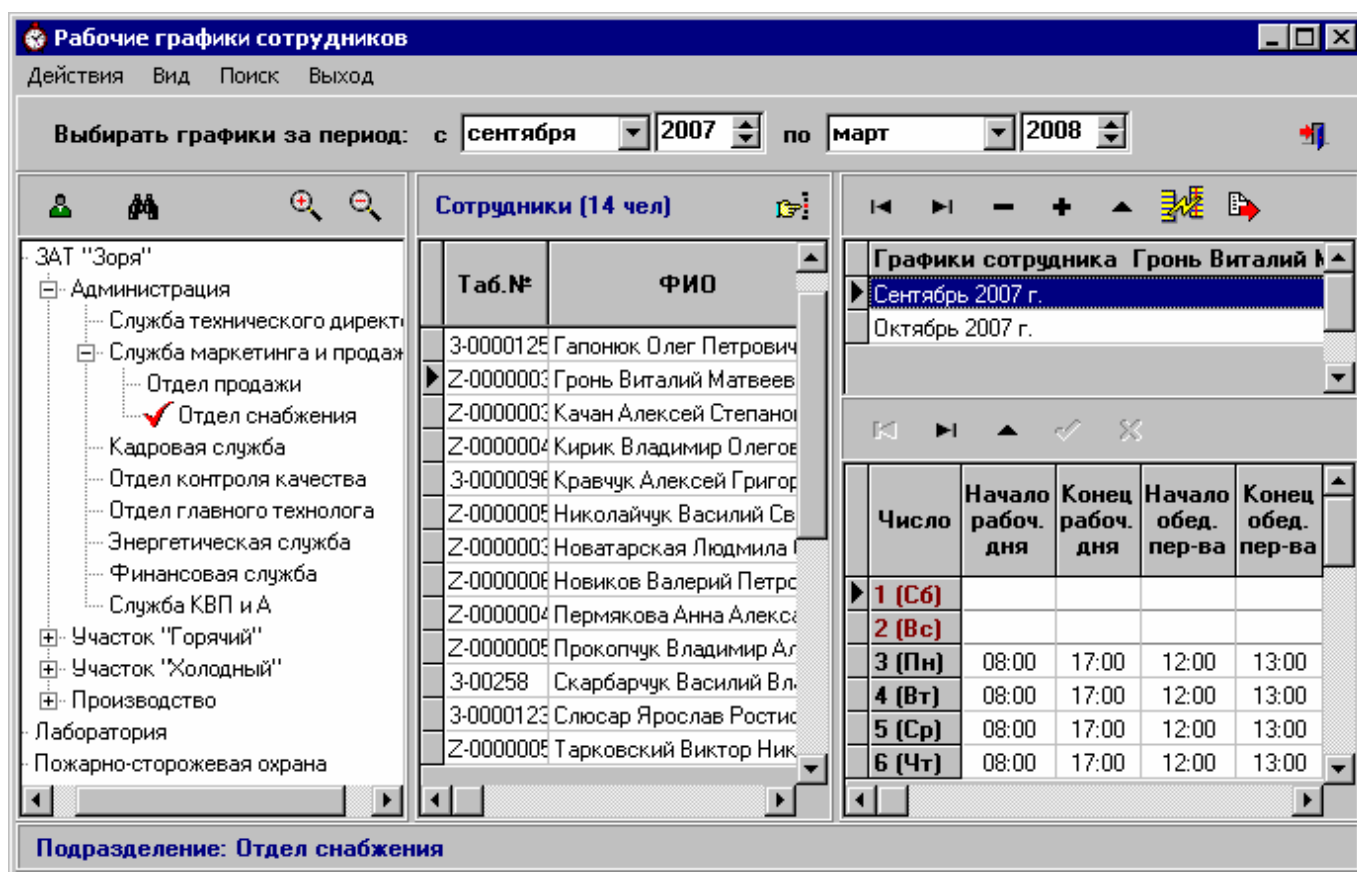 Рабочие графики сотрудников
Действия Вид Поиск Выход
Выбирать графики за период: с сентября 2007 по март 2008
Сотрудники (14 чел)
ЗАТ "Зоря"
Администрация
Служба технического директ
Служба маркетинга и продаж
Отдел продажи
Отдел снабжения
Кадровая служба
Отдел контроля качества
Отдел главного технолога
Энергетическая служба
Финансовая служба
Служба КВП и А
Участок "Горячий"
Участок "Холодный"
Производство
Лаборатория
Пожарно-сторожевая охрана
Таб.№ ФИО
З-0000125 Гапонюк Олег Петрович
Z-0000003 Гронь Виталий Матвеев
Z-0000003 Качан Алексей Степано
Z-0000004 Кирик Владимир Олегов
З-0000098 Кравчук Алексей Григор
Z-0000005 Николайчук Василий Св
Z-0000003 Новатарская Людмила
Z-0000006 Новиков Валерий Петро
Z-0000004 Пермякова Анна Алекса
Z-0000005 Прокопчук Владимир Ал
З-00258 Скарбарчук Василий Вл
З-0000123 Слюсар Ярослав Ростис
Z-0000005 Тарковский Виктор Ник
Графики сотрудника Гронь Виталий
Сентябрь 2007 г.
Октябрь 2007 г.
Число Начало рабоч. дня Конец рабоч. дня Начало обед. пер-ва Конец обед. пер-ва
1 (Сб)
2 (Вс)
3 (Пн) 08:00 17:00 12:00 13:00
4 (Вт) 08:00 17:00 12:00 13:00
5 (Ср) 08:00 17:00 12:00 13:00
6 (Чт) 08:00 17:00 12:00 13:00
Подразделение: Отдел снабжения